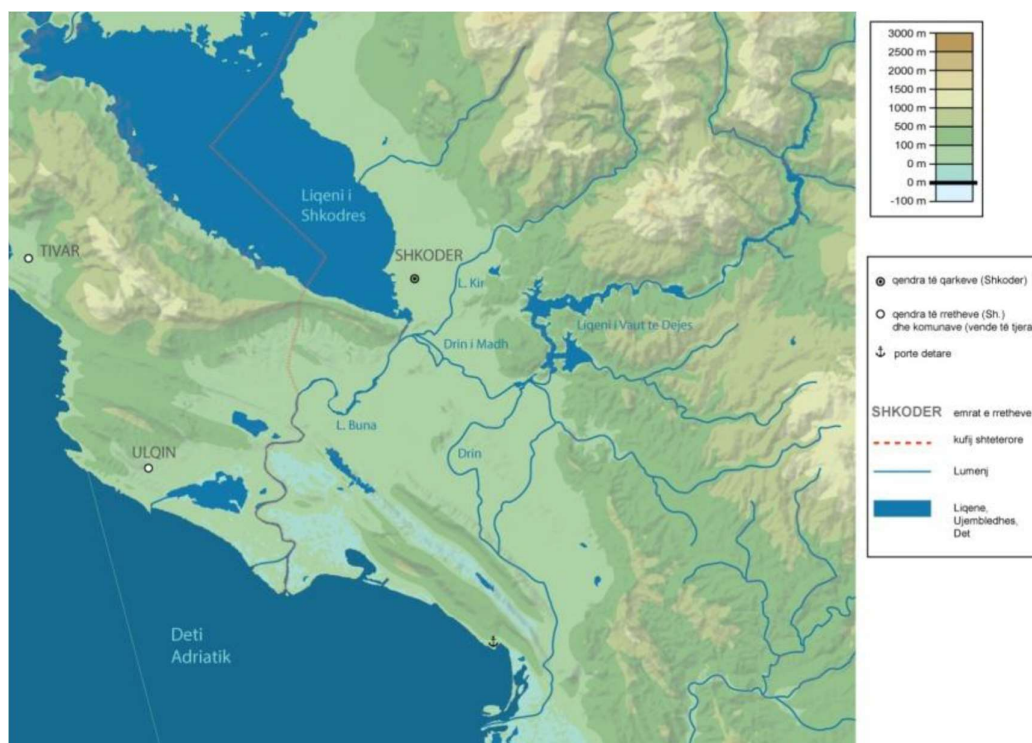 Liqeni i
Shkodres
TIVAR
SHKODER
L. Kir
Liqeni i Vaut te Dejes
Drin i Madh
L. Buna
ULQIN
Drin
Deti
Adriatik
3000 m
2500 m
2000 m
1500 m
1000 m
500 m
100 m
0 m
0 m
-100 m
qendra të qarkeve (Shkoder)
qendra të rretheve (Sh.)
dhe komunave (vende të tjera
porte detare
SHKODER emrat e rretheve
kufij shteterore
Lumenj
Liqene,
Ujembledhes,
Det